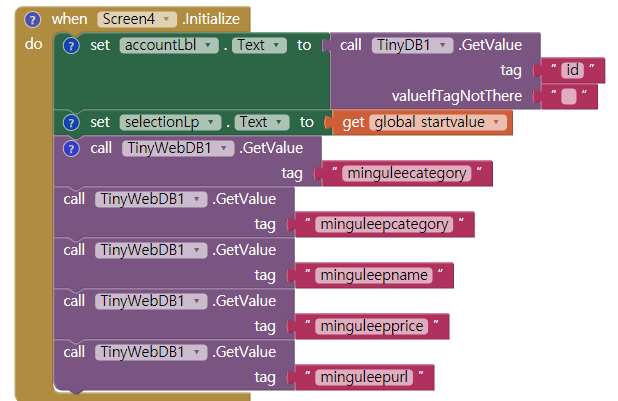 ? when Screen4 ▾ .Initialize
do ? set accountLbl ▾ . Text ▾ to call TinyDB1 ▾ .GetValue
tag " id "
valueIfTagNotThere " "
? set selectionLp ▾ . Text ▾ to get global startvalue ▾
? call TinyWebDB1 ▾ .GetValue
tag " minguleecategory "
call TinyWebDB1 ▾ .GetValue
tag " minguleepcategory "
call TinyWebDB1 ▾ .GetValue
tag " minguleepname "
call TinyWebDB1 ▾ .GetValue
tag " minguleepprice "
call TinyWebDB1 ▾ .GetValue
tag " minguleepurl "